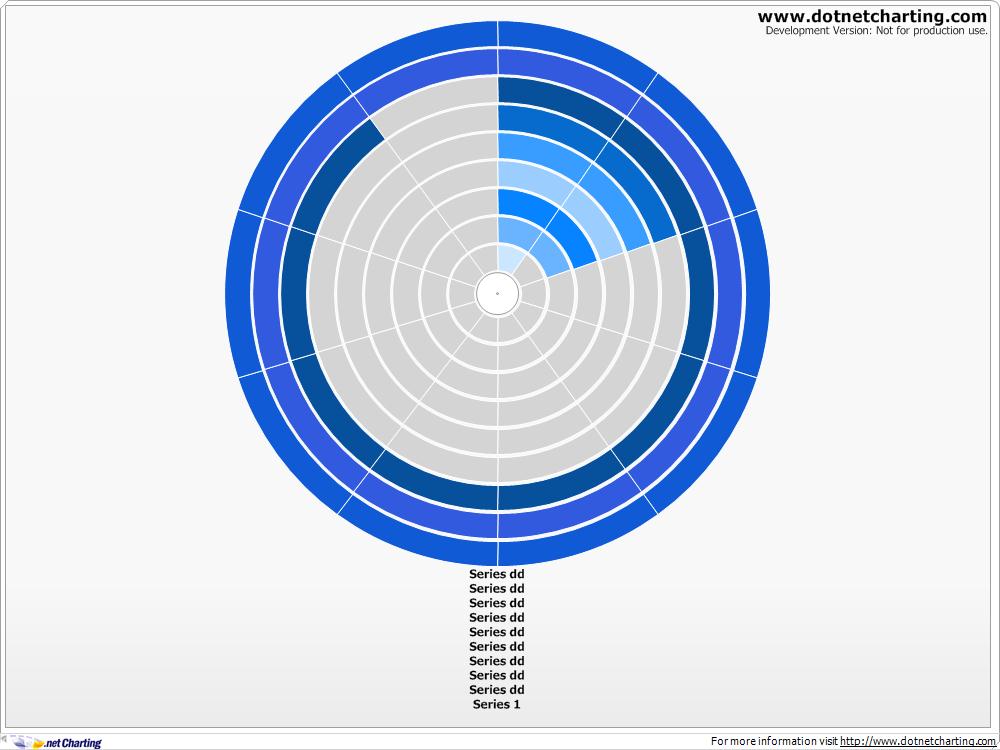 www.dotnetcharting.com
Development Version: Not for production use.
Series dd
Series dd
Series dd
Series dd
Series dd
Series dd
Series dd
Series dd
Series dd
Series 1
.net Charting
For more information visit http://www.dotnetcharting.com